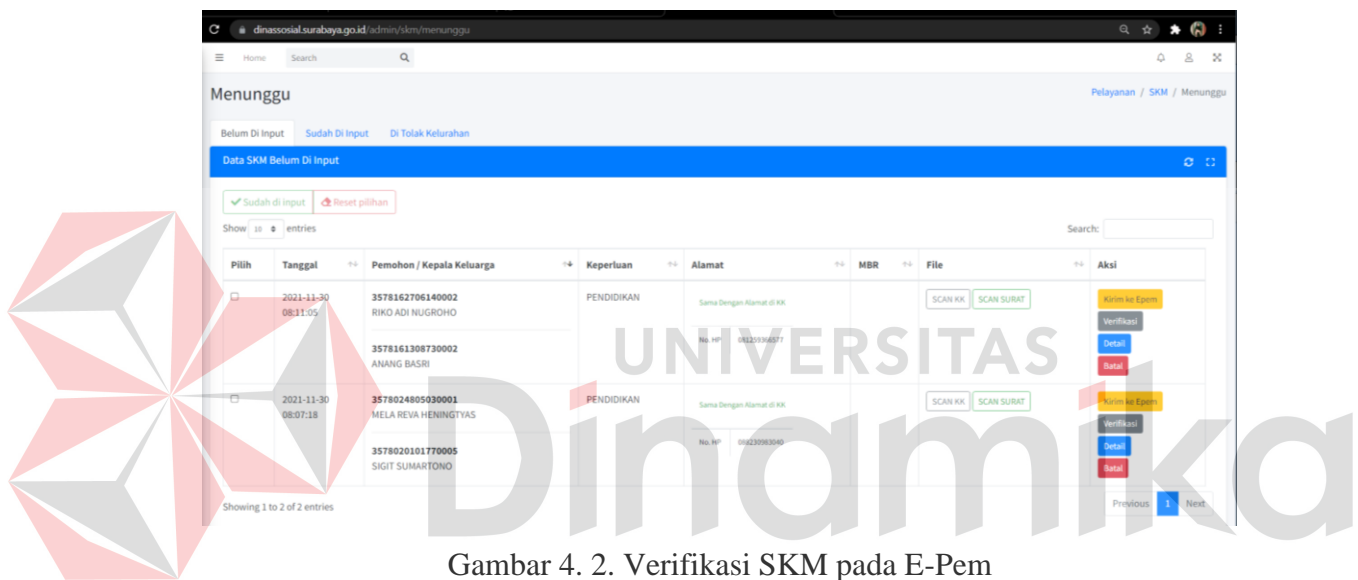 dinassosial.surabaya.go.id/admin/skm/menunggu
Home Search
Menunggu
Pelayanan / SKM / Menunggu
Belum Di Input Sudah Di Input Di Tolak Kelurahan
Data SKM Belum Di Input
Sudah di input Reset pilihan
Show 10 entries
Search:
Pilih Tanggal Pemohon / Kepala Keluarga Keperluan Alamat MBR File Aksi
2021-11-30 08:11:05
3578162706140002
RIKO ADI NUGROHO
3578161308730002
ANANG BASRI
PENDIDIKAN
Sama Dengan Alamat di KK
No. HP 081259366577
SCAN KK SCAN SURAT
Kirim ke Epem
Verifikasi
Detail
Batal
2021-11-30 08:07:18
3578024805030001
MELA REVA HENINGTYAS
3578020101770005
SIGIT SUMARTONO
PENDIDIKAN
Sama Dengan Alamat di KK
No. HP 088230983040
SCAN KK SCAN SURAT
Kirim ke Epem
Verifikasi
Detail
Batal
Showing 1 to 2 of 2 entries
Previous 1 Next
UNIVERSITAS
Dinamika
Gambar 4. 2. Verifikasi SKM pada E-Pem